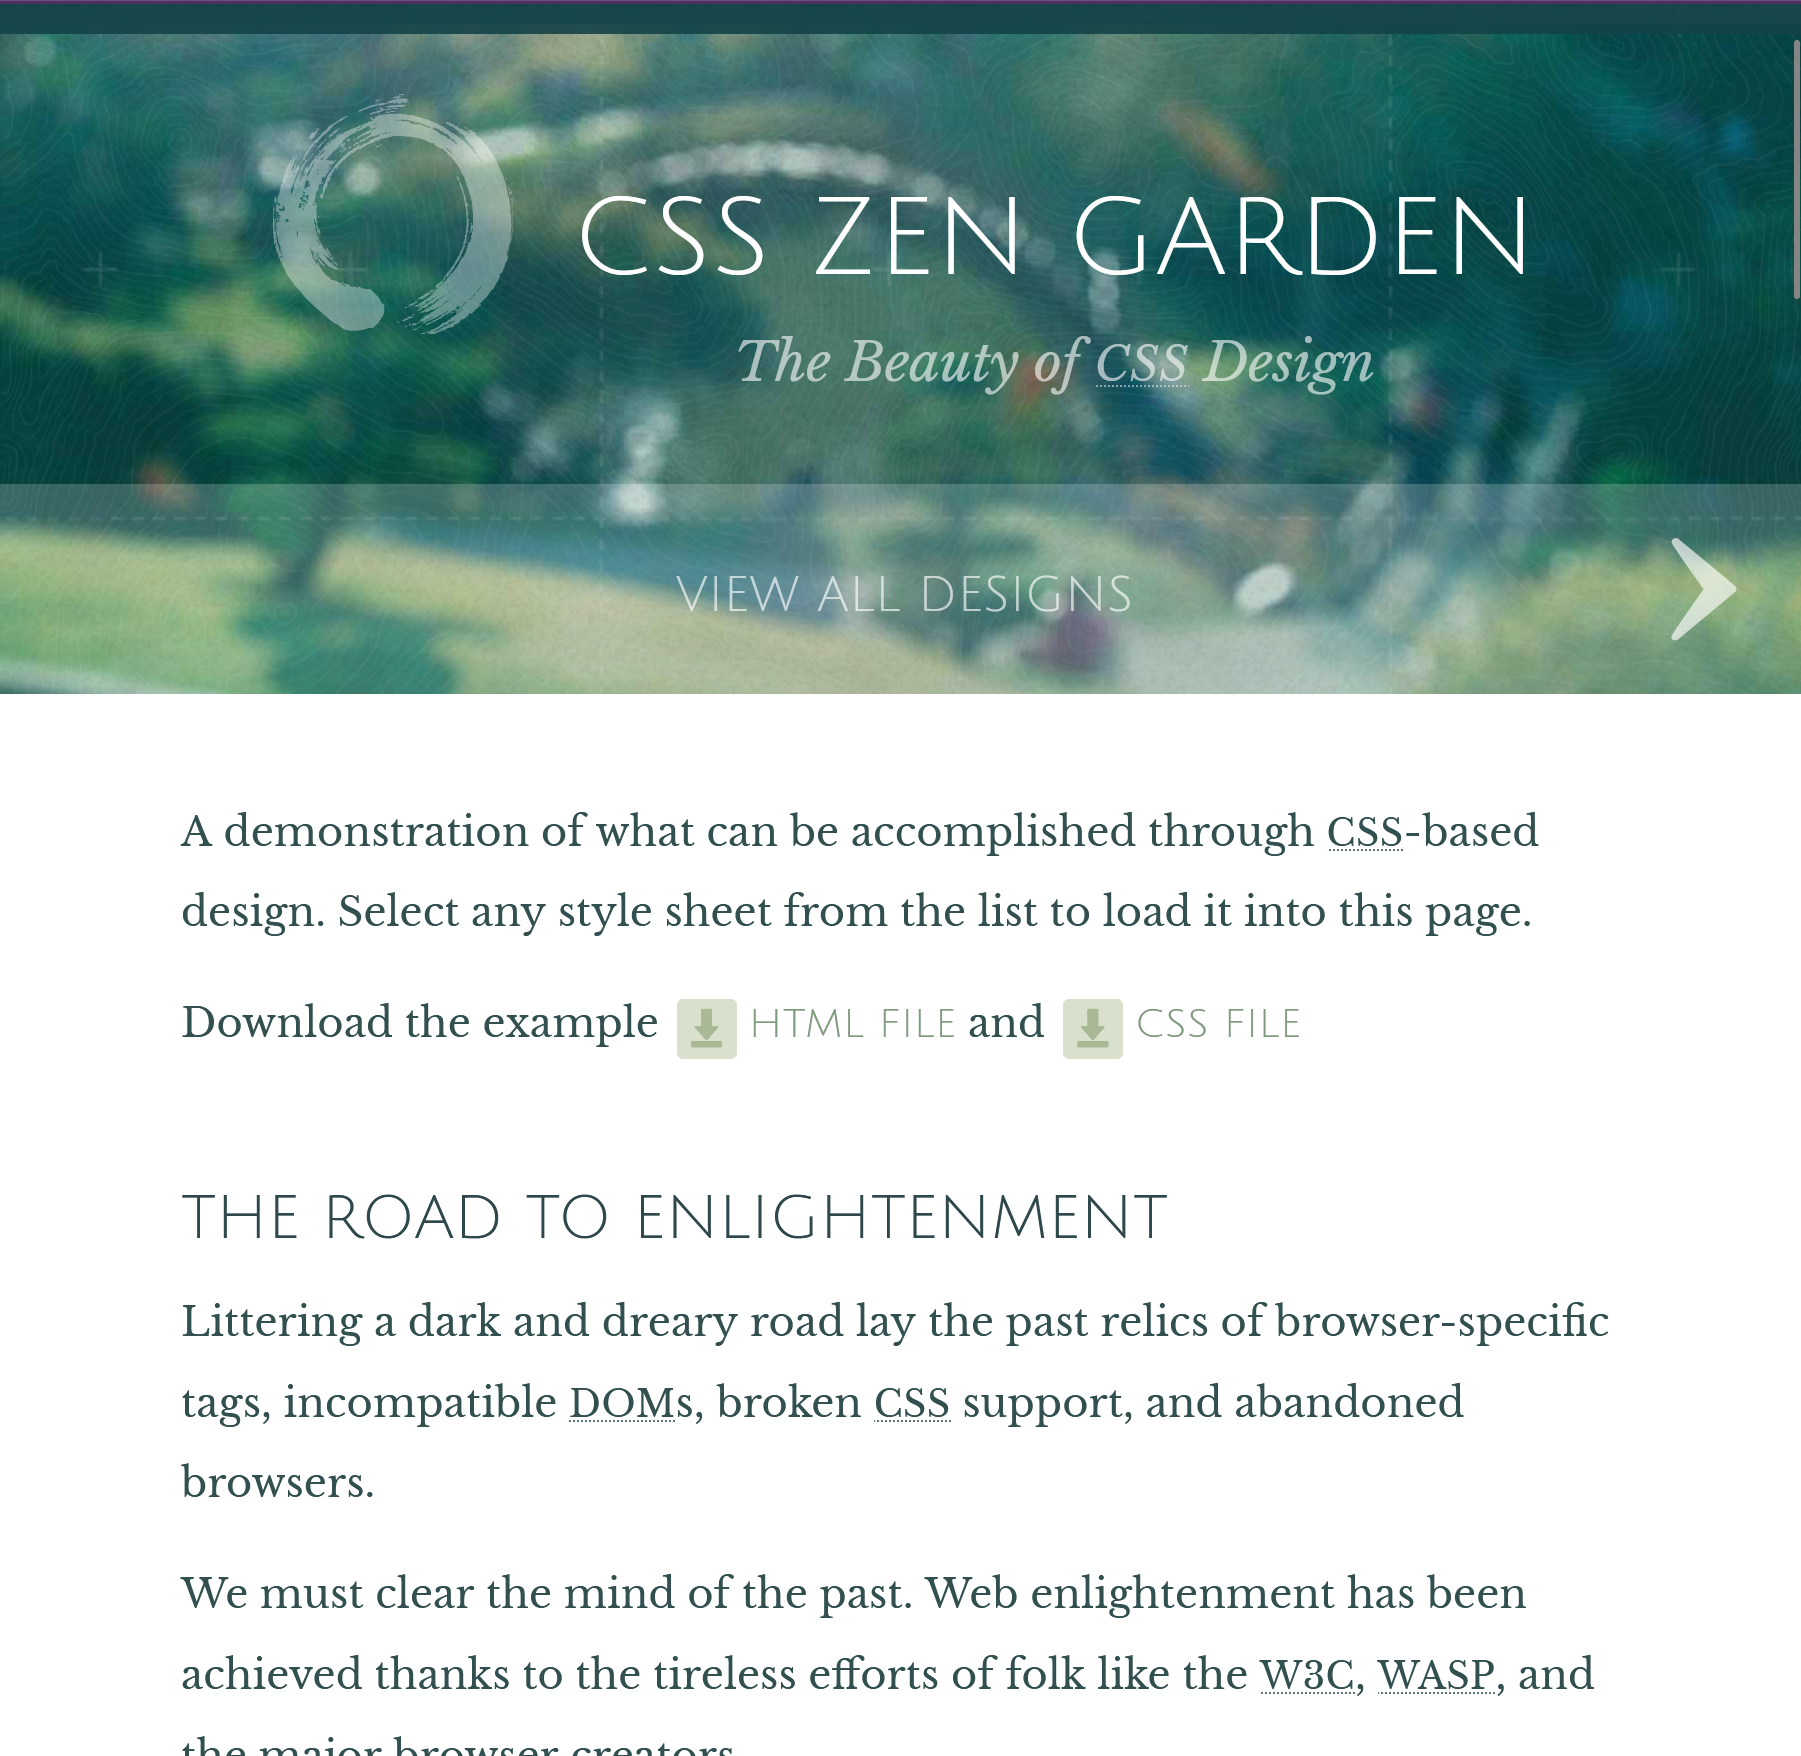 CSS ZEN GARDEN
The Beauty of CSS Design
VIEW ALL DESIGNS
A demonstration of what can be accomplished through CSS-based
design. Select any style sheet from the list to load it into this page.
Download the example HTML FILE and CSS FILE
THE ROAD TO ENLIGHTENMENT
Littering a dark and dreary road lay the past relics of browser-specific
tags, incompatible DOMs, broken CSS support, and abandoned
browsers.
We must clear the mind of the past. Web enlightenment has been
achieved thanks to the tireless efforts of folk like the W3C, WASP, and
the major browser creators.